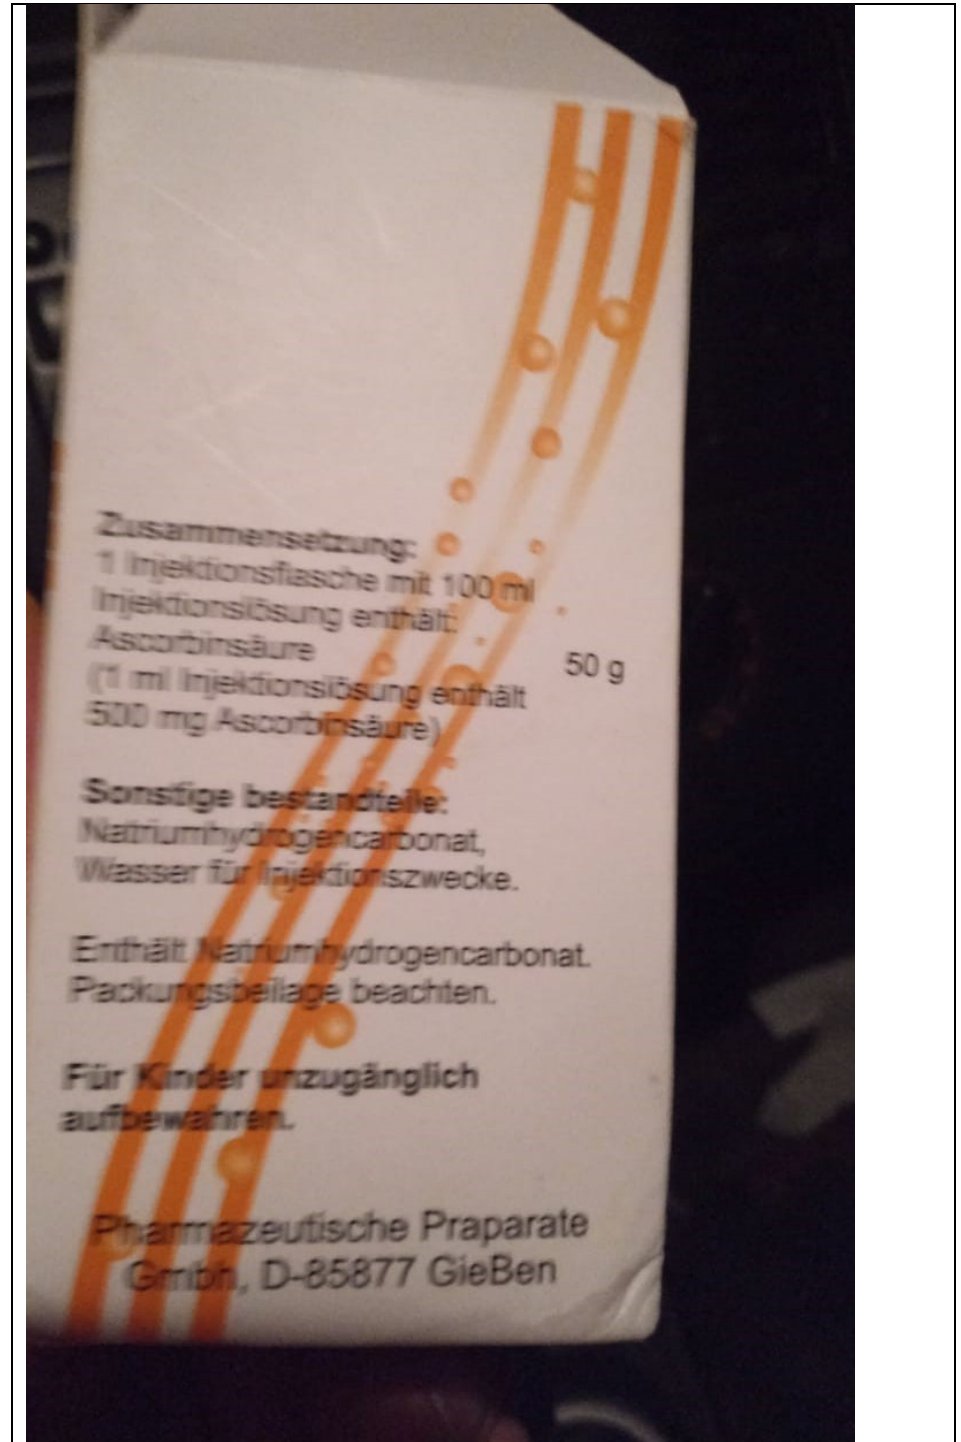 Zusammensetzung:
1 Injektionsflasche mit 100 ml
Injektionslösung enthält:
Ascorbinsäure 50 g
(1 ml Injektionslösung enthält
500 mg Ascorbinsäure)
Sonstige bestandteile:
Natriumhydrogencarbonat,
Wasser für Injektionszwecke.
Enthält Natriumhydrogencarbonat.
Packungsbeilage beachten.
Für Kinder unzugänglich
aufbewahren.
Pharmazeutische Praparate
Gmbh, D-85877 GieBen